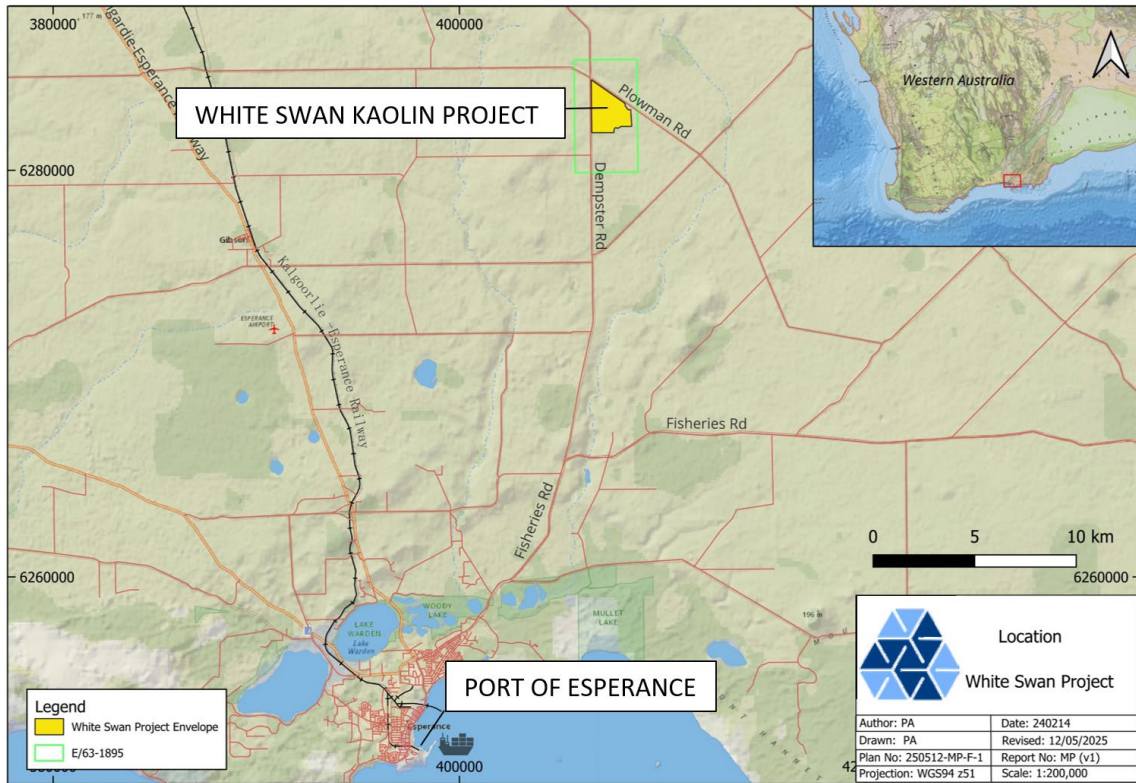 380000
177 m
400000
gardie-Esperance
way
WHITE SWAN KAOLIN PROJECT
Plowman Rd
Western Australia
6280000
Dempster Rd
Gibson
Kalgoorlie -Esperance Railway
ESPERANCE
AIRPORT
Fisheries Rd
Fisheries Rd
0 5 10 km
6260000
6260000
WOODY
LAKE
MULLET
LAKE
196 m
LAKE
WARDEN
Lake
Warden
PORT OF ESPERANCE
Esperance
400000
Legend
White Swan Project Envelope
E/63-1895
Location
White Swan Project
Author: PA Date: 240214
Drawn: PA Revised: 12/05/2025
Plan No: 250512-MP-F-1 Report No: MP (v1)
Projection: WGS94 z51 Scale: 1:200,000